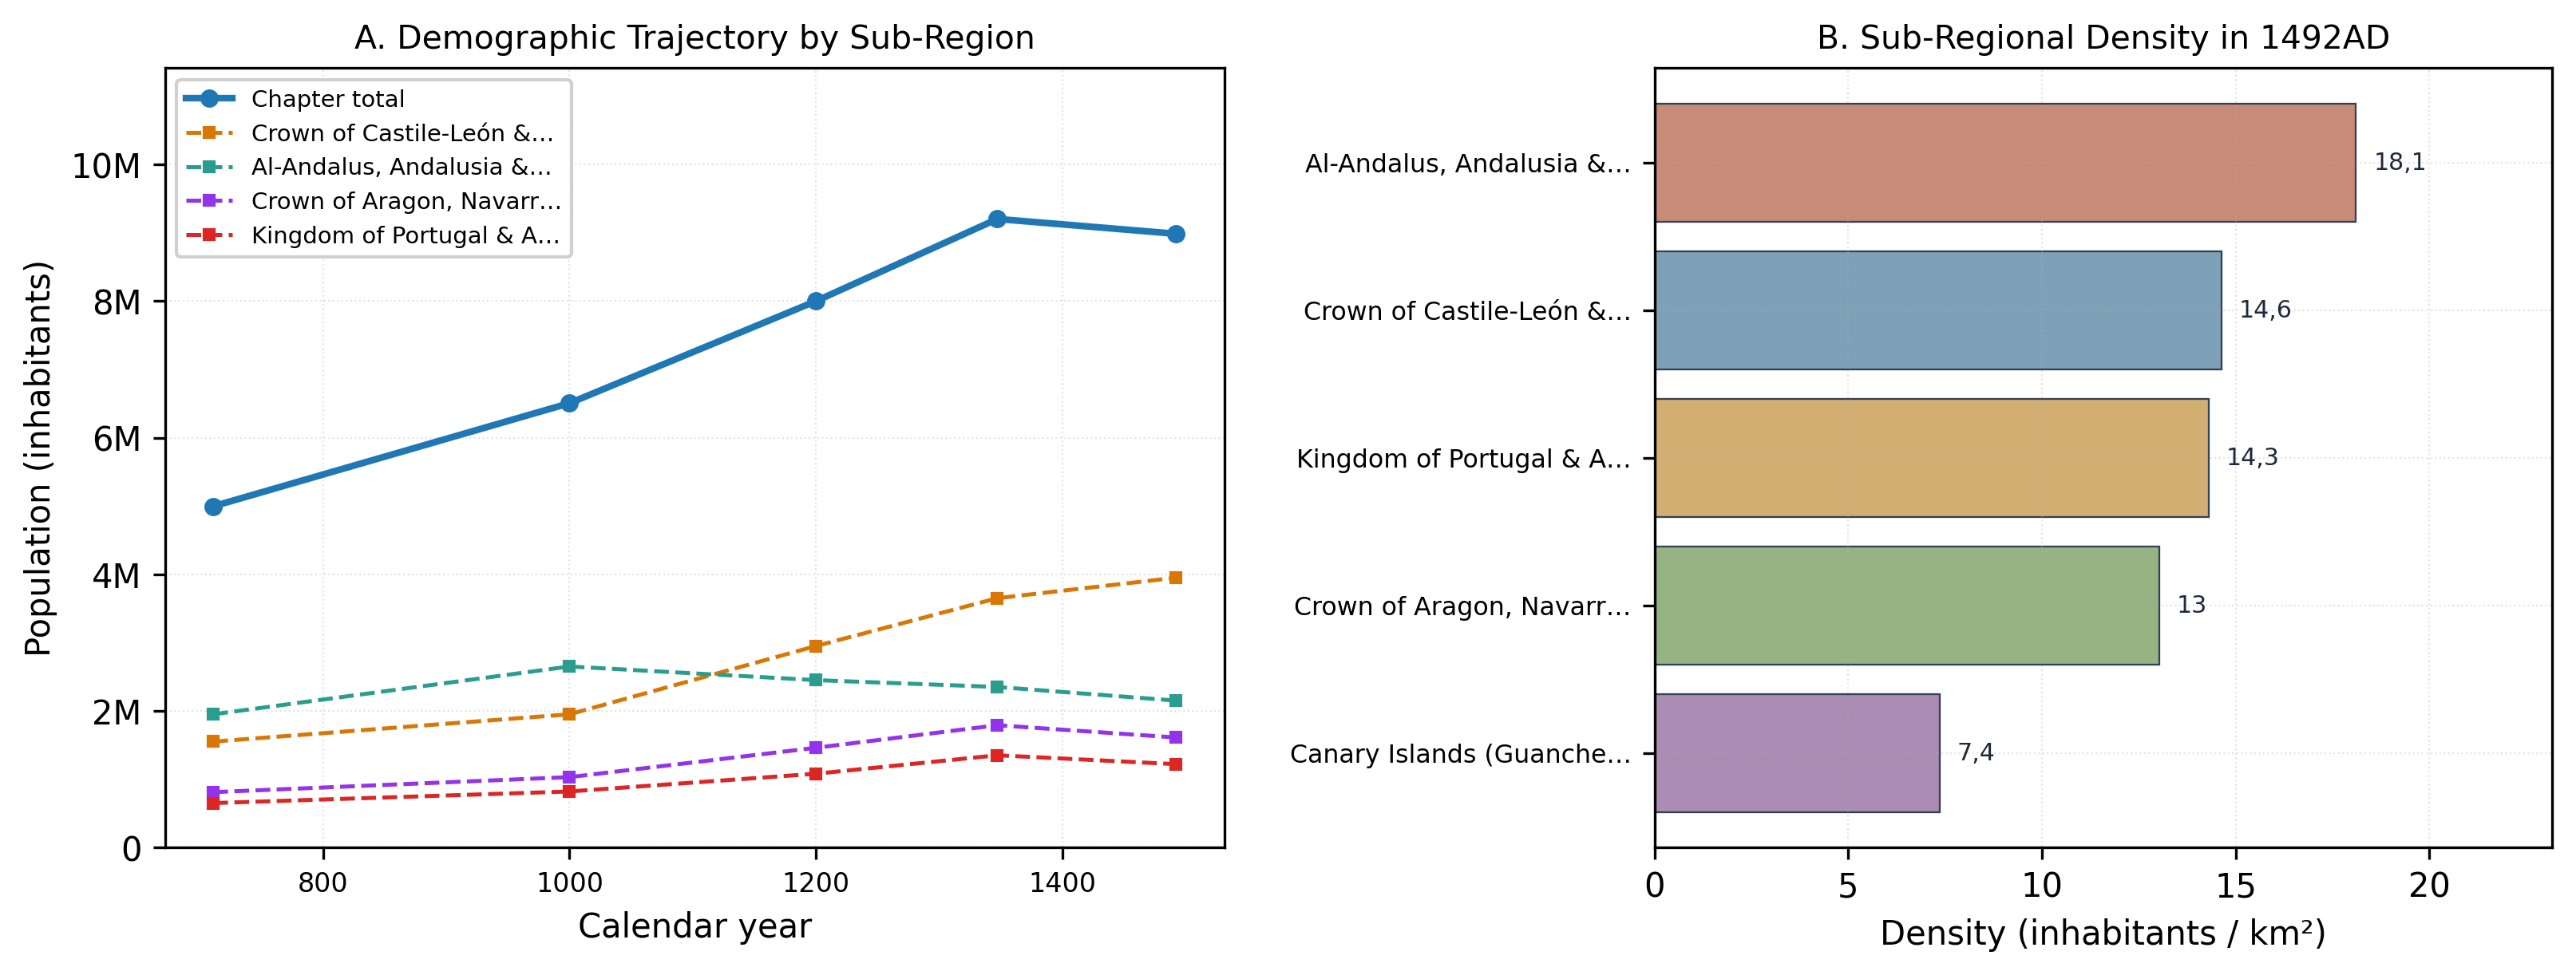 A. Demographic Trajectory by Sub-Region
Population (inhabitants)
10M
8M
6M
4M
2M
0
Chapter total
Crown of Castile-León &…
Al-Andalus, Andalusia &…
Crown of Aragon, Navarr…
Kingdom of Portugal & A…
800
1000
1200
1400
Calendar year
B. Sub-Regional Density in 1492AD
Al-Andalus, Andalusia &…
18,1
Crown of Castile-León &…
14,6
Kingdom of Portugal & A…
14,3
Crown of Aragon, Navarr…
13
Canary Islands (Guanche…
7,4
0
5
10
15
20
Density (inhabitants / km²)